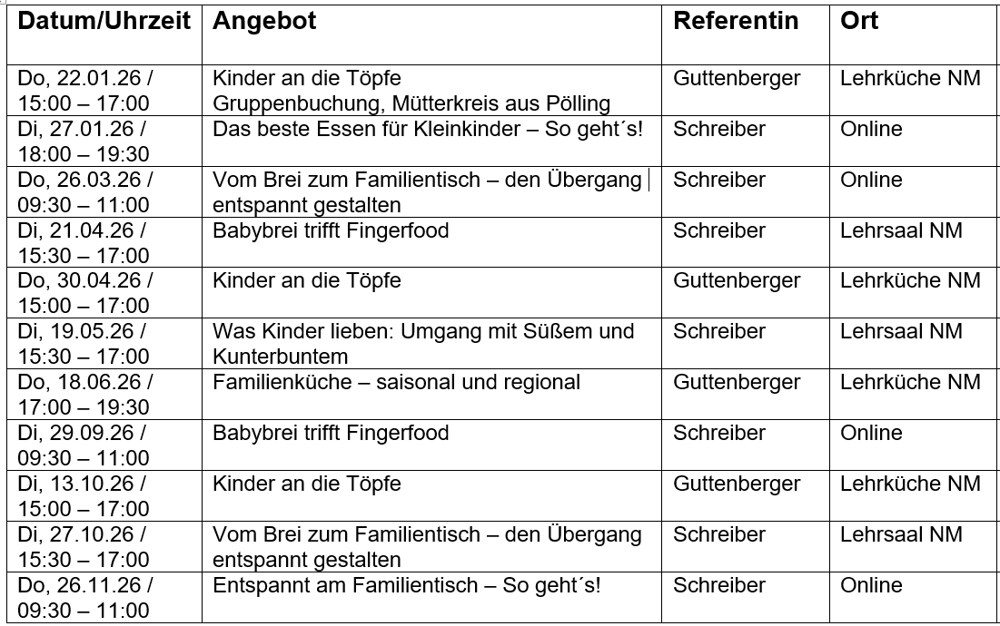 Datum/Uhrzeit Angebot Referentin Ort
Do, 22.01.26 / Kinder an die Töpfe Guttenberger Lehrküche NM
15:00 – 17:00 Gruppenbuchung, Mütterkreis aus Pölling
Di, 27.01.26 / Das beste Essen für Kleinkinder – So geht´s! Schreiber Online
18:00 – 19:30
Do, 26.03.26 / Vom Brei zum Familientisch – den Übergang Schreiber Online
09:30 – 11:00 entspannt gestalten
Di, 21.04.26 / Babybrei trifft Fingerfood Schreiber Lehrsaal NM
15:30 – 17:00
Do, 30.04.26 / Kinder an die Töpfe Guttenberger Lehrküche NM
15:00 – 17:00
Di, 19.05.26 / Was Kinder lieben: Umgang mit Süßem und Schreiber Lehrsaal NM
15:30 – 17:00 Kunterbuntem
Do, 18.06.26 / Familienküche – saisonal und regional Guttenberger Lehrküche NM
17:00 – 19:30
Di, 29.09.26 / Babybrei trifft Fingerfood Schreiber Online
09:30 – 11:00
Di, 13.10.26 / Kinder an die Töpfe Guttenberger Lehrküche NM
15:00 – 17:00
Di, 27.10.26 / Vom Brei zum Familientisch – den Übergang Schreiber Lehrsaal NM
15:30 – 17:00 entspannt gestalten
Do, 26.11.26 / Entspannt am Familientisch – So geht´s! Schreiber Online
09:30 – 11:00